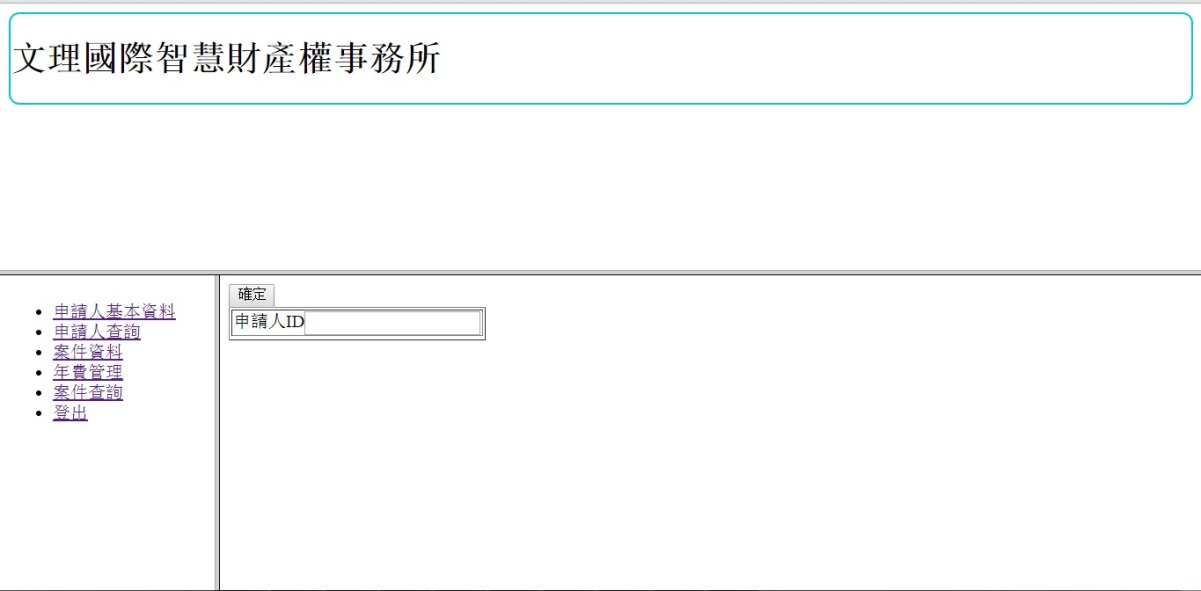 文理國際智慧財產權事務所
申請人基本資料
申請人查詢
案件資料
年費管理
案件查詢
登出
確定
申請人ID